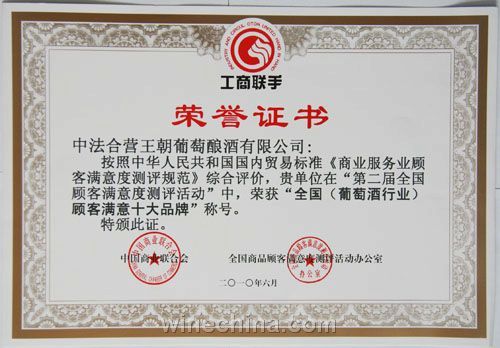 工商联手
荣誉证书
中法合营王朝葡萄酿酒有限公司：
按照中华人民共和国国内贸易标准《商业服务业顾
客满意度测评规范》综合评价，贵单位在“第二届全国
顾客满意度测评活动”中，荣获“全国（葡萄酒行业）
顾客满意十大品牌”称号。
特颁此证。
中国商业联合会
全国商品顾客满意度测评活动办公室
办公室
二〇一〇年六月
www.winechina.com